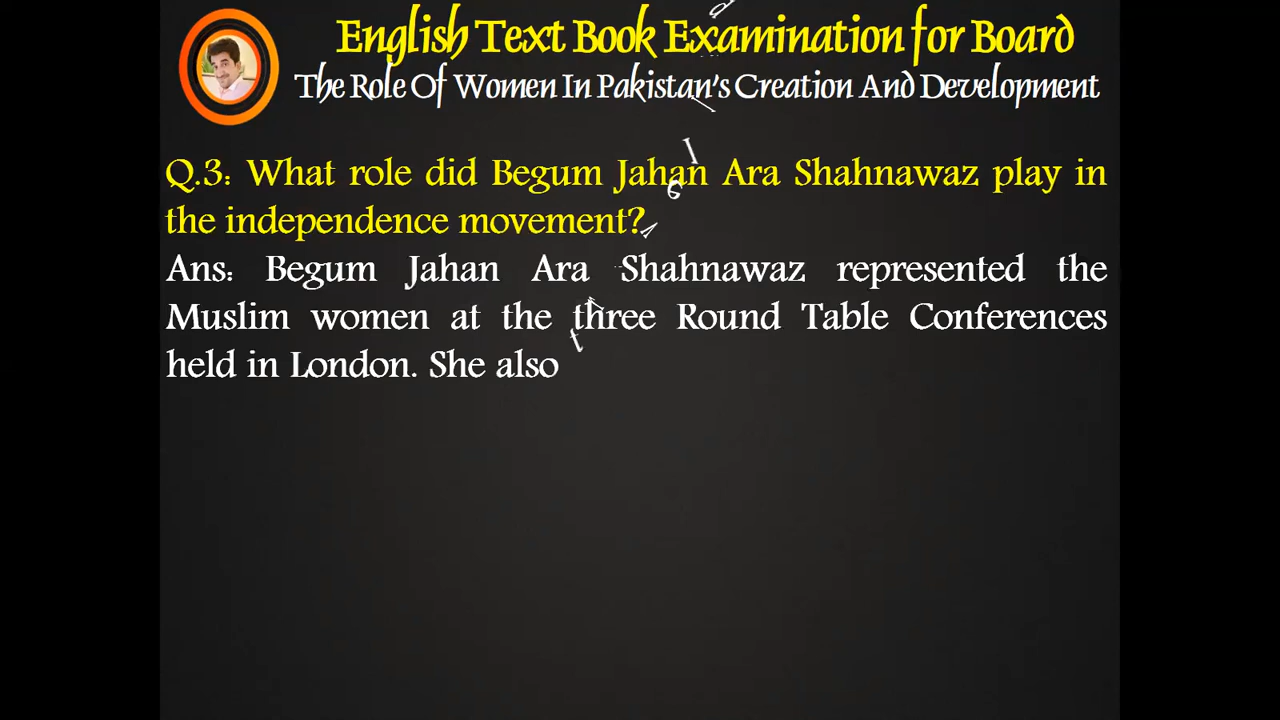 English Text Book Examination for Board
The Role Of Women In Pakistan's Creation And Development
Q.3: What role did Begum Jahan Ara Shahnawaz play in
the independence movement?
Ans: Begum Jahan Ara Shahnawaz represented the
Muslim women at the three Round Table Conferences
held in London. She also